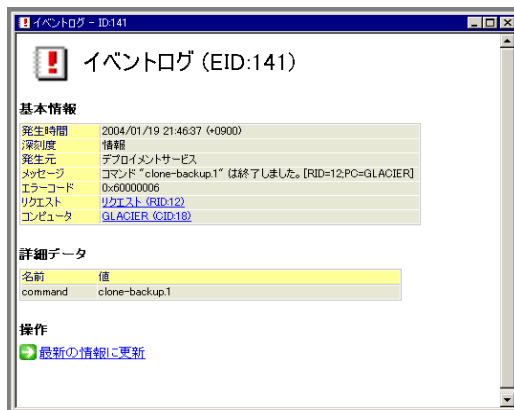 イベントログ - ID:141
イベントログ (EID:141)
基本情報
発生時間 2004/01/19 21:46:37 (+0900)
深刻度 情報
発生元 デプロイメントサービス
メッセージ コマンド "clone-backup.1" は終了しました。[RID=12;PC=GLACIER]
エラーコード 0x60000006
リクエスト リクエスト (RID:12)
コンピュータ GLACIER (CID:18)
詳細データ
名前 値
command clone-backup.1
操作
最新の情報に更新